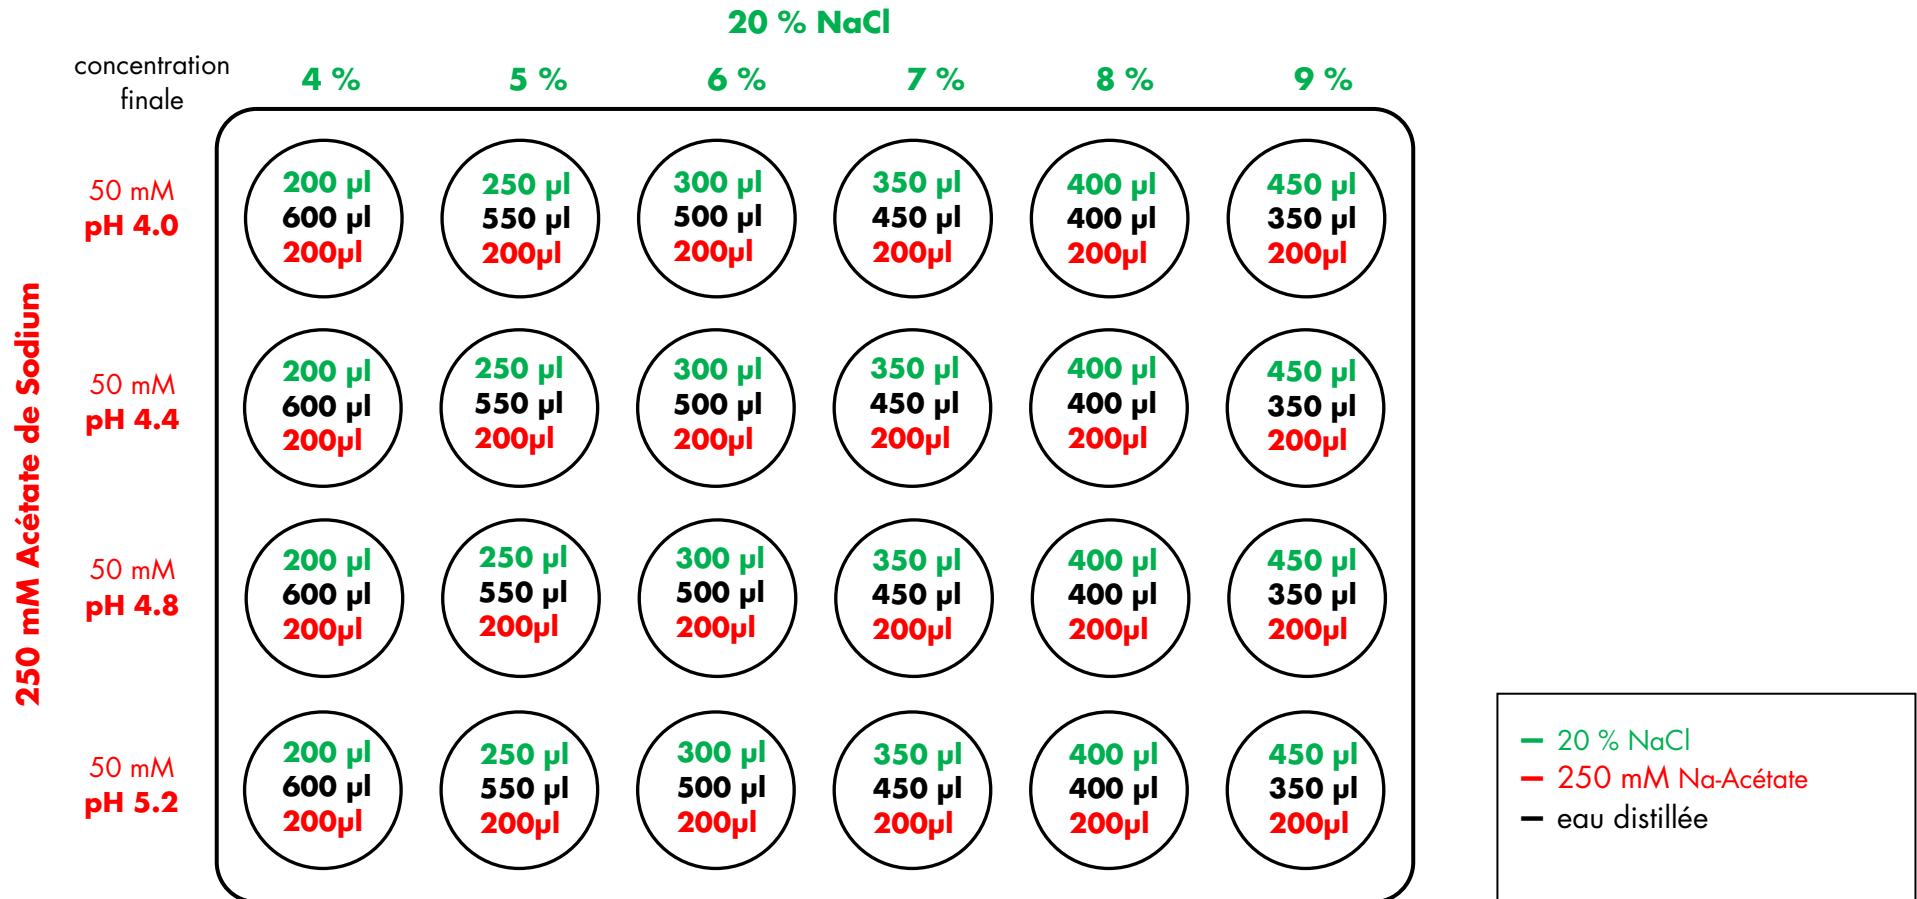 20 % NaCl
concentration
finale
4 %
5 %
6 %
7 %
8 %
9 %
250 mM Acétate de Sodium
50 mM
pH 4.0
200 µl
600 µl
200µl
250 µl
550 µl
200µl
300 µl
500 µl
200µl
350 µl
450 µl
200µl
400 µl
400 µl
200µl
450 µl
350 µl
200µl
50 mM
pH 4.4
200 µl
600 µl
200µl
250 µl
550 µl
200µl
300 µl
500 µl
200µl
350 µl
450 µl
200µl
400 µl
400 µl
200µl
450 µl
350 µl
200µl
50 mM
pH 4.8
200 µl
600 µl
200µl
250 µl
550 µl
200µl
300 µl
500 µl
200µl
350 µl
450 µl
200µl
400 µl
400 µl
200µl
450 µl
350 µl
200µl
50 mM
pH 5.2
200 µl
600 µl
200µl
250 µl
550 µl
200µl
300 µl
500 µl
200µl
350 µl
450 µl
200µl
400 µl
400 µl
200µl
450 µl
350 µl
200µl
20 % NaCl
250 mM Na-Acétate
eau distillée